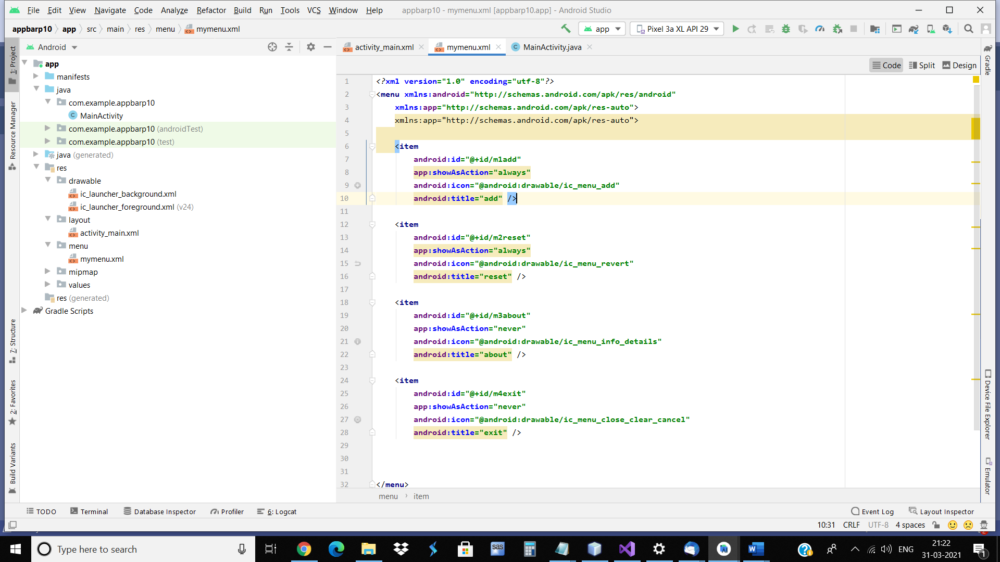 File Edit View Navigate Code Analyze Refactor Build Run Tools VCS Window Help appbarp10 - mymenu.xml [appbarp10.app] - Android Studio
appbarp10 app src main res menu mymenu.xml app Pixel 3a XL API 29
Android
activity_main.xml mymenu.xml MainActivity.java
Code Split Design
1: Project
Resource Manager
7: Structure
2: Favorites
Build Variants
app
manifests
java
com.example.appbarp10
MainActivity
com.example.appbarp10 (androidTest)
com.example.appbarp10 (test)
java (generated)
res
drawable
ic_launcher_background.xml
ic_launcher_foreground.xml (v24)
layout
activity_main.xml
menu
mymenu.xml
mipmap
values
res (generated)
Gradle Scripts
1 <?xml version="1.0" encoding="utf-8"?>
2 <menu xmlns:android="http://schemas.android.com/apk/res/android"
3 xmlns:app="http://schemas.android.com/apk/res-auto">
4 xmlns:app="http://schemas.android.com/apk/res-auto">
5
6 <item
7 android:id="@+id/m1add"
8 app:showAsAction="always"
9 android:icon="@android:drawable/ic_menu_add"
10 android:title="add" />
11
12 <item
13 android:id="@+id/m2reset"
14 app:showAsAction="always"
15 android:icon="@android:drawable/ic_menu_revert"
16 android:title="reset" />
17
18 <item
19 android:id="@+id/m3about"
20 app:showAsAction="never"
21 android:icon="@android:drawable/ic_menu_info_details"
22 android:title="about" />
23
24 <item
25 android:id="@+id/m4exit"
26 app:showAsAction="never"
27 android:icon="@android:drawable/ic_menu_close_clear_cancel"
28 android:title="exit" />
29
30
31
32 </menu>
menu item
Gradle
Device File Explorer
Emulator
TODO Terminal Database Inspector Profiler 6: Logcat Event Log Layout Inspector
10:31 CRLF UTF-8 4 spaces
Type here to search
sas
ENG
21:22
31-03-2021
1